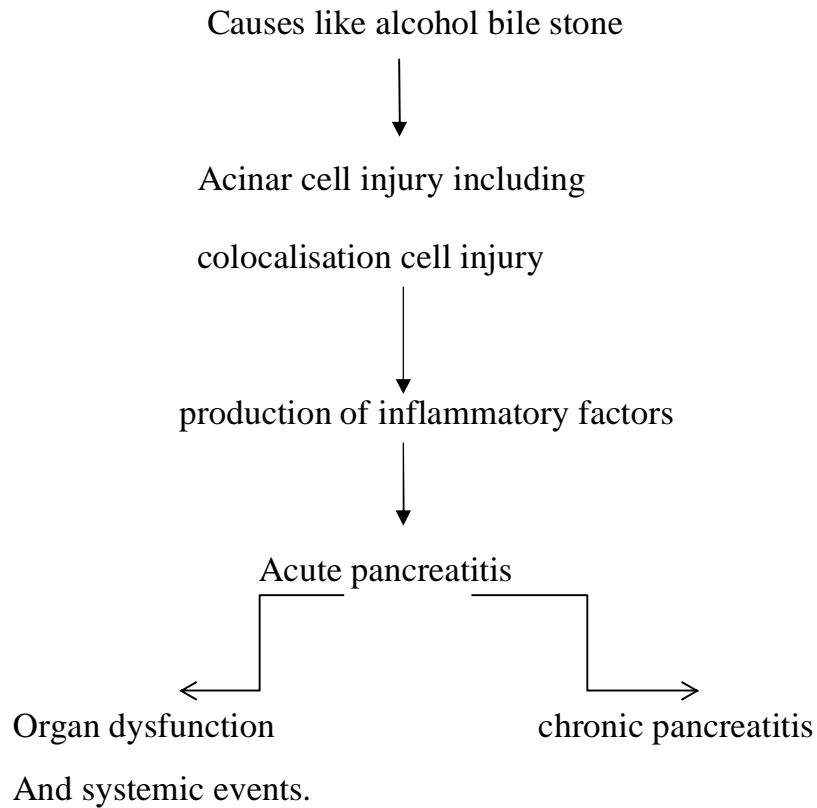 Causes like alcohol bile stone
Acinar cell injury including
colocalisation cell injury
production of inflammatory factors
Acute pancreatitis
Organ dysfunction
And systemic events.
chronic pancreatitis